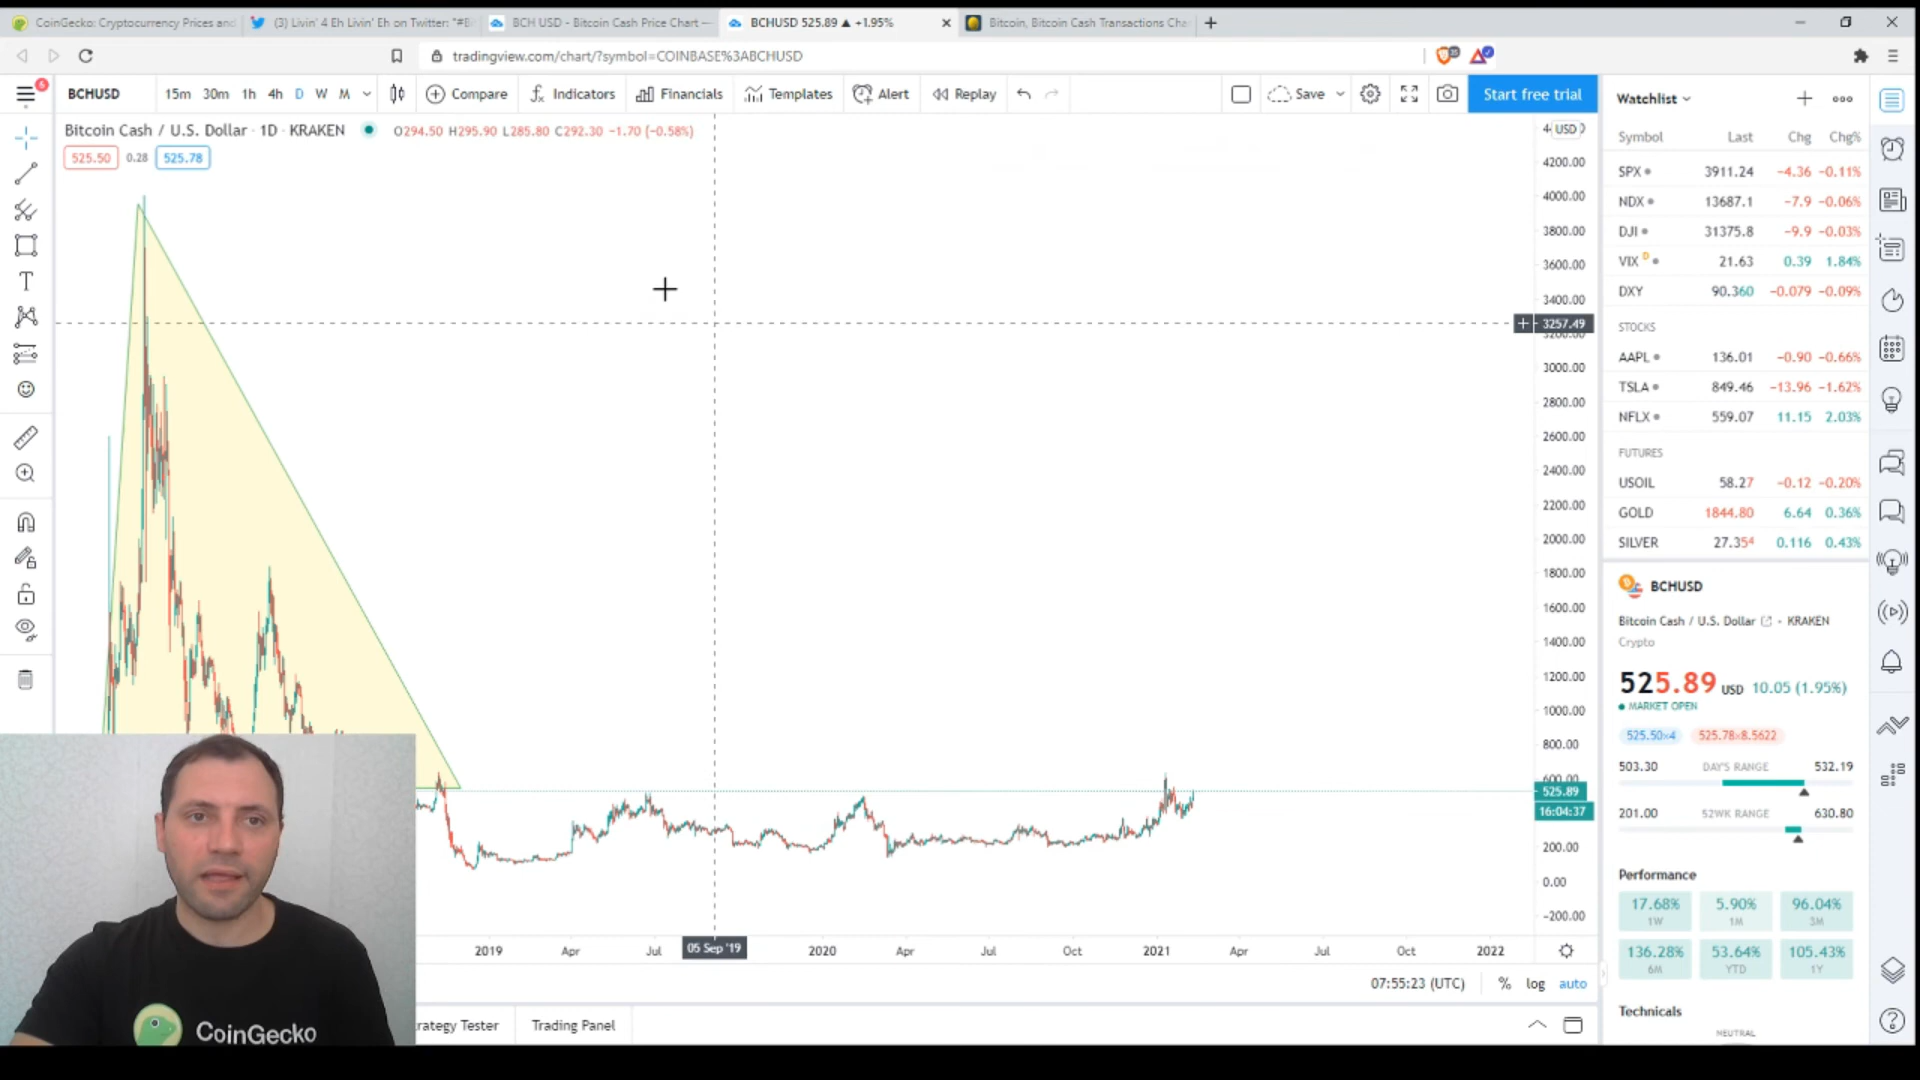 CoinGecko: Cryptocurrency Prices and
(3) Livin' 4 Eh Livin' Eh on Twitter: "#Bi
BCH USD - Bitcoin Cash Price Chart —
BCHUSD 525.89 ▲ +1.95%
Bitcoin, Bitcoin Cash Transactions Cha
tradingview.com/chart/?symbol=COINBASE%3ABCHUSD
BCHUSD 15m 30m 1h 4h D W M Compare Indicators Financials Templates Alert Replay Save Start free trial
Bitcoin Cash / U.S. Dollar · 1D · KRAKEN O294.50 H295.90 L285.80 C292.30 −1.70 (−0.58%)
525.50 0.28 525.78
USD
4200.00
4000.00
3800.00
3600.00
3400.00
3257.49
3000.00
2800.00
2600.00
2400.00
2200.00
2000.00
1800.00
1600.00
1400.00
1200.00
1000.00
800.00
600.00
525.89
16:04:37
200.00
0.00
−200.00
2019 Apr Jul 05 Sep '19 2020 Apr Jul Oct 2021 Apr Jul Oct 2022
07:55:23 (UTC) % log auto
rategy Tester Trading Panel
CoinGecko
Watchlist
Symbol Last Chg Chg%
SPX 3911.24 −4.36 −0.11%
NDX 13687.1 −7.9 −0.06%
DJI 31375.8 −9.9 −0.03%
VIX D 21.63 0.39 1.84%
DXY 90.360 −0.079 −0.09%
STOCKS
AAPL 136.01 −0.90 −0.66%
TSLA 849.46 −13.96 −1.62%
NFLX 559.07 11.15 2.03%
FUTURES
USOIL 58.27 −0.12 −0.20%
GOLD 1844.80 6.64 0.36%
SILVER 27.354 0.116 0.43%
BCHUSD
Bitcoin Cash / U.S. Dollar · KRAKEN
Crypto
525.89 USD 10.05 (1.95%)
MARKET OPEN
525.50×4 525.78×8.5622
503.30 DAY'S RANGE 532.19
201.00 52WK RANGE 630.80
Performance
17.68% 5.90% 96.04%
1W 1M 3M
136.28% 53.64% 105.43%
6M YTD 1Y
Technicals
NEUTRAL